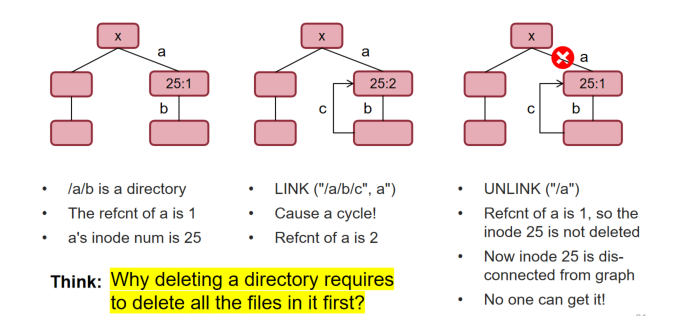 x
a
25:1
b
x
a
25:2
c
b
x
a
25:1
c
b
• /a/b is a directory
• The refcnt of a is 1
• a's inode num is 25
• LINK ("/a/b/c", a")
• Cause a cycle!
• Refcnt of a is 2
• UNLINK ("/a")
• Refcnt of a is 1, so the
inode 25 is not deleted
• Now inode 25 is dis-
connected from graph
• No one can get it!
Think: Why deleting a directory requires
to delete all the files in it first?